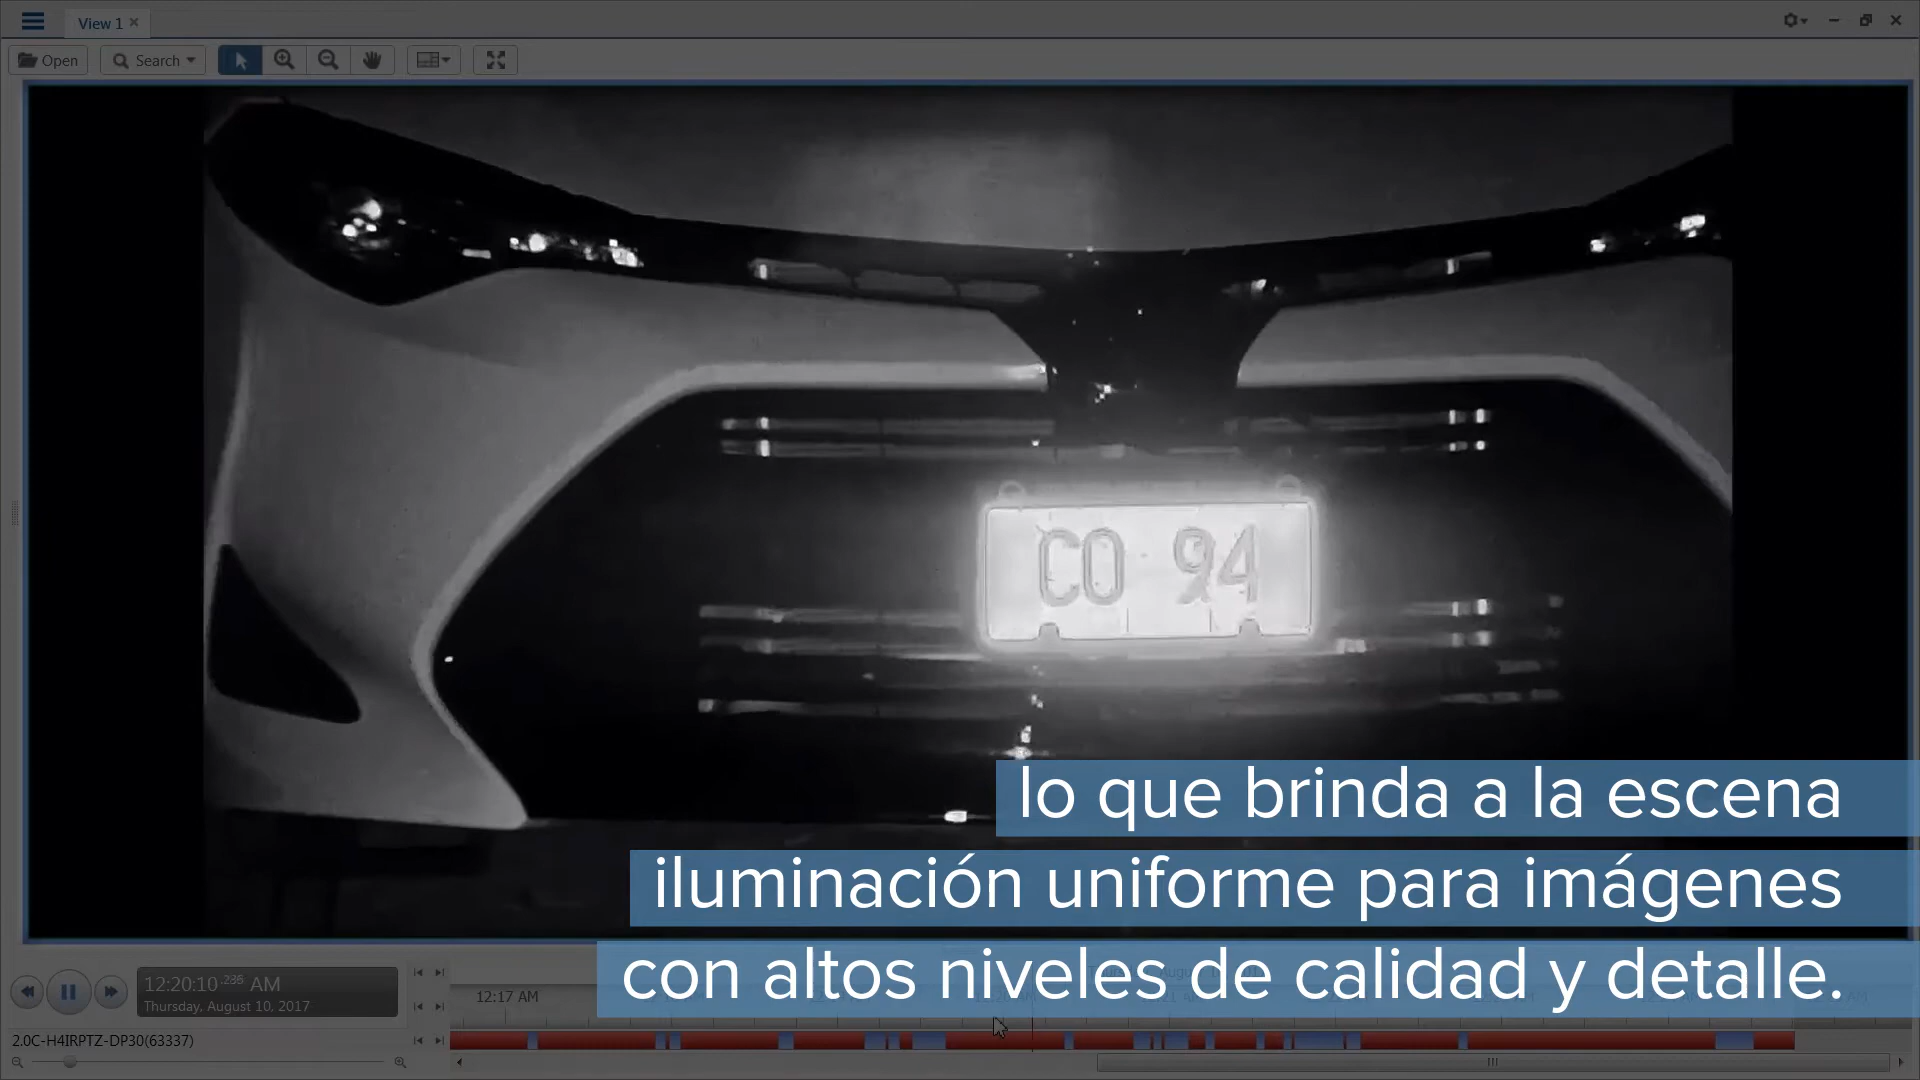 View 1
Open
Search
CO 94
lo que brinda a la escena
iluminación uniforme para imágenes
con altos niveles de calidad y detalle.
12:20:10.236 AM
Thursday, August 10, 2017
12:17 AM
2.0C-H4IRPTZ-DP30(63337)